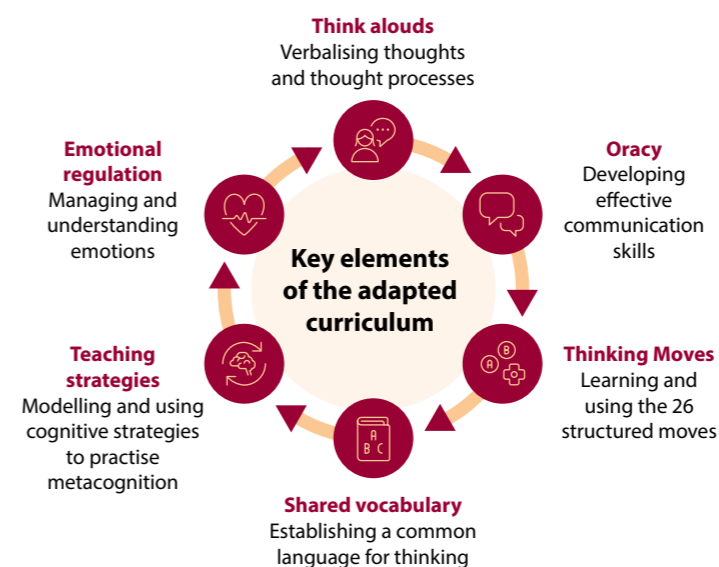 Think alouds
Verbalising thoughts
and thought processes
Oracy
Developing
effective
communication
skills
Thinking Moves
Learning and
using the 26
structured moves
Shared vocabulary
Establishing a common
language for thinking
Teaching
strategies
Modelling and using
cognitive strategies
to practise
metacognition
Emotional
regulation
Managing and
understanding
emotions
Key elements
of the adapted
curriculum
A
B
A
B C